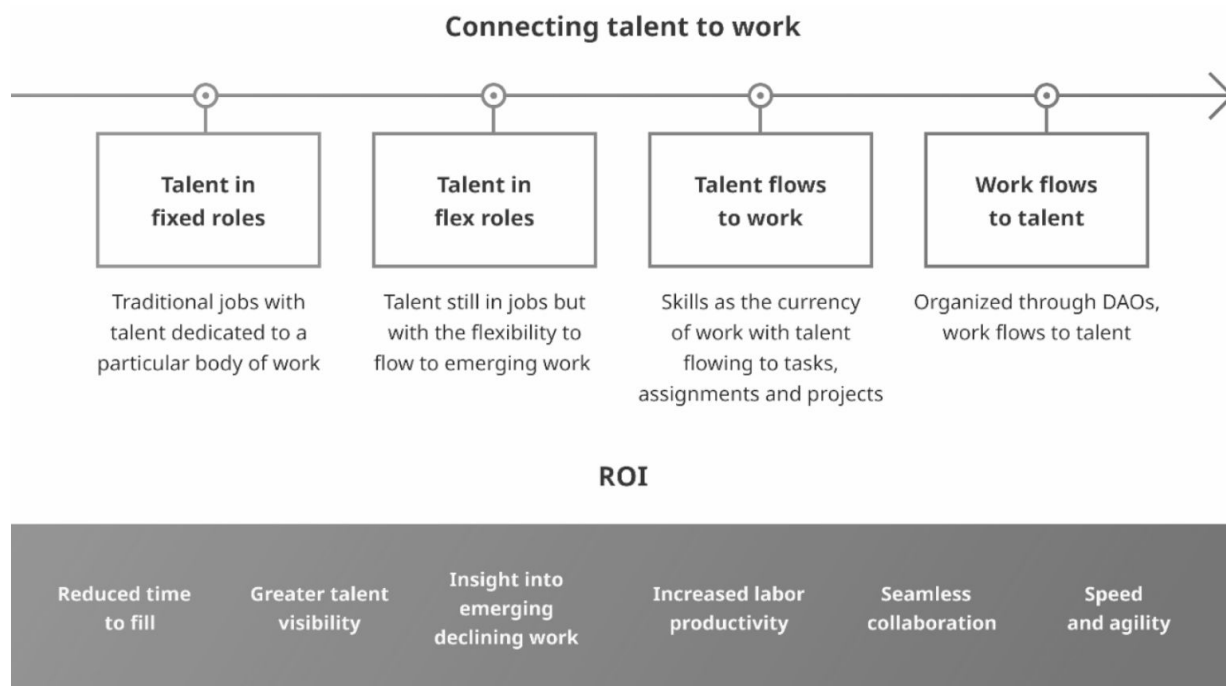 Connecting talent to work
Talent in
fixed roles
Talent in
flex roles
Talent flows
to work
Work flows
to talent
Traditional jobs with
talent dedicated to a
particular body of work
Talent still in jobs but
with the flexibility to
flow to emerging work
Skills as the currency
of work with talent
flowing to tasks,
assignments and projects
Organized through DAOs,
work flows to talent
ROI
Reduced time
to fill
Greater talent
visibility
Insight into
emerging
declining work
Increased labor
productivity
Seamless
collaboration
Speed
and agility